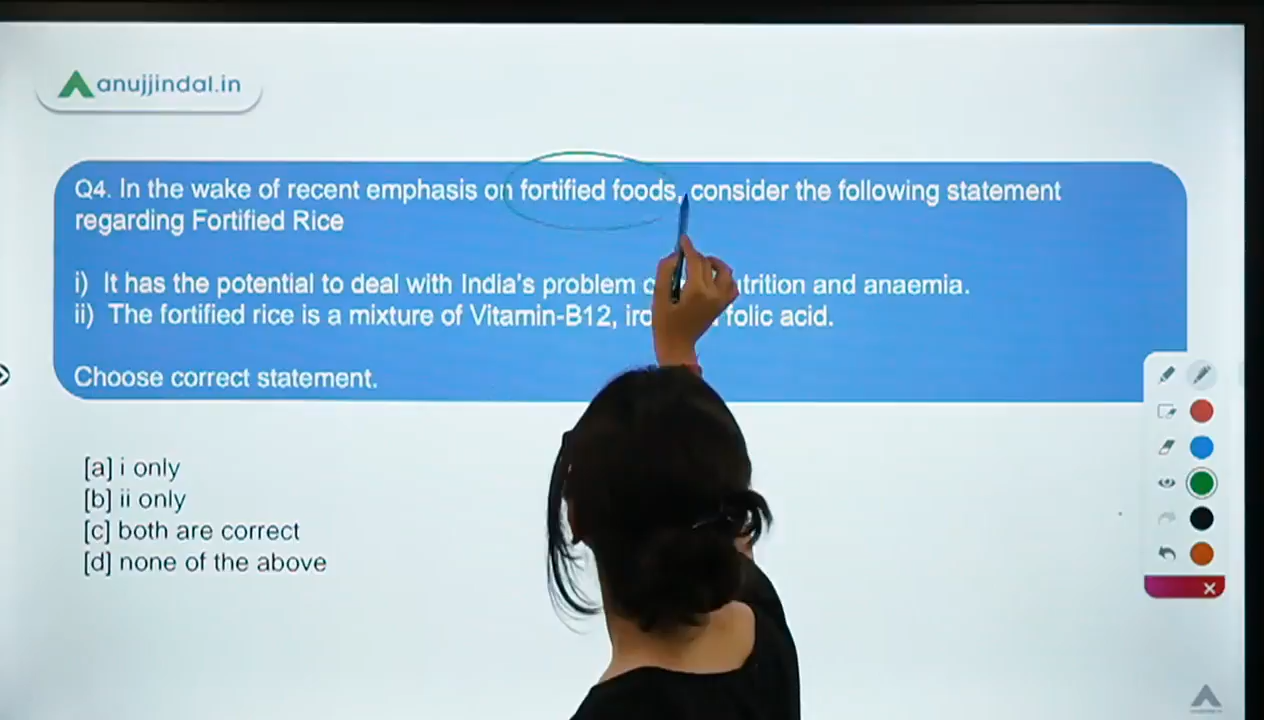 anujjindal.in
Q4. In the wake of recent emphasis on fortified foods, consider the following statement
regarding Fortified Rice
i) It has the potential to deal with India's problem and anaemia.
ii) The fortified rice is a mixture of Vitamin-B12, folic acid.
Choose correct statement.
[a] i only
[b] ii only
[c] both are correct
[d] none of the above